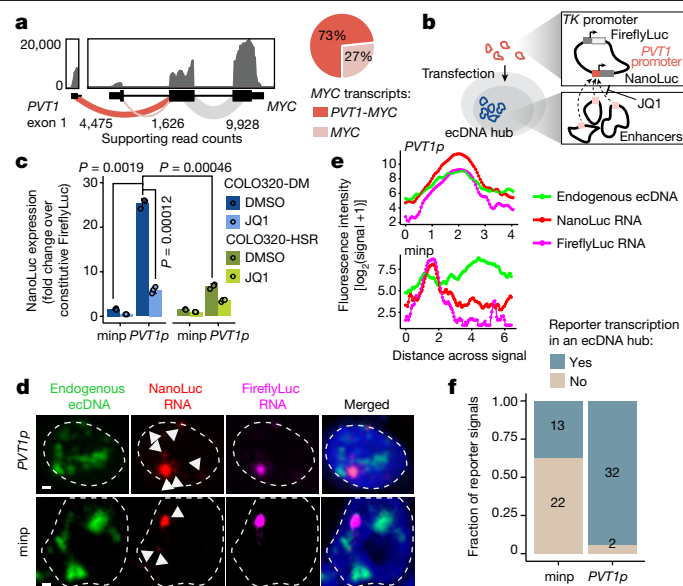 a
20,000
0
PVT1
exon 1
4,475
1,626
9,928
MYC
Supporting read counts
73%
27%
MYC transcripts:
PVT1-MYC
MYC
b
TK promoter
FireflyLuc
PVT1
promoter
NanoLuc
Transfection
JQ1
ecDNA hub
Enhancers
c
P = 0.0019
P = 0.00046
P = 0.00012
NanoLuc expression
(fold change over
constitutive FireflyLuc)
30
20
10
0
COLO320-DM
DMSO
JQ1
COLO320-HSR
DMSO
JQ1
minp PVT1p minp PVT1p
e
PVT1p
Fluorescence intensity
[log2(signal +1)]
10
8
6
4
2
0 1 2 3 4
minp
7.5
5.0
2.5
0 2 4 6
Distance across signal
Endogenous ecDNA
NanoLuc RNA
FireflyLuc RNA
d
Endogenous
ecDNA
NanoLuc
RNA
FireflyLuc
RNA
Merged
PVT1p
minp
Reporter transcription
in an ecDNA hub:
Yes
No
f
Fraction of reporter signals
1.00
0.75
0.50
0.25
0
13
22
32
2
minp PVT1p